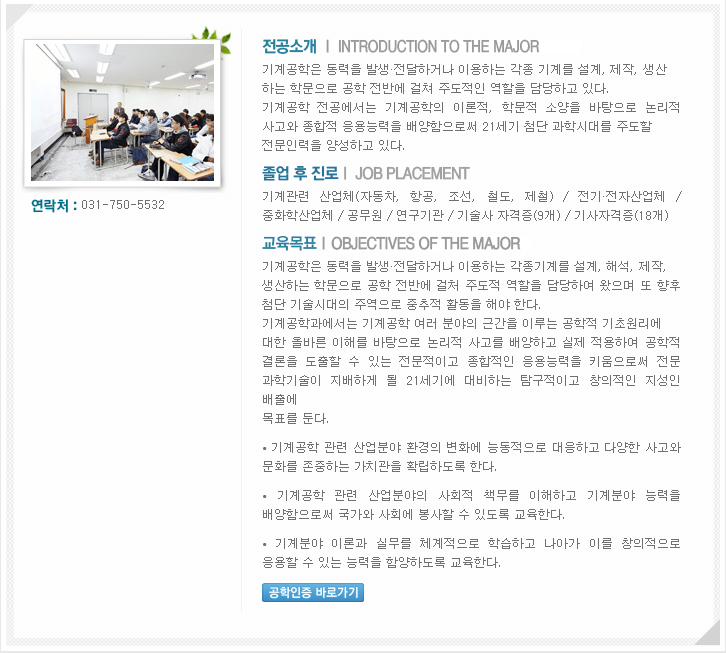 전공소개 | INTRODUCTION TO THE MAJOR
기계공학은 동력을 발생·전달하거나 이용하는 각종 기계를 설계, 제작, 생산
하는 학문으로 공학 전반에 걸쳐 주도적인 역할을 담당하고 있다.
기계공학 전공에서는 기계공학의 이론적, 학문적 소양을 바탕으로 논리적
사고와 종합적 응용능력을 배양함으로써 21세기 첨단 과학시대를 주도할
전문인력을 양성하고 있다.
졸업 후 진로 | JOB PLACEMENT
기계관련 산업체(자동차, 항공, 조선, 철도, 제철) / 전기·전자산업체 /
중화학산업체 / 공무원 / 연구기관 / 기술사 자격증(9개) / 기사자격증(18개)
연락처 : 031-750-5532
교육목표 | OBJECTIVES OF THE MAJOR
기계공학은 동력을 발생·전달하거나 이용하는 각종기계를 설계, 해석, 제작,
생산하는 학문으로 공학 전반에 걸처 주도적 역할을 담당하여 왔으며 또 향후
첨단 기술시대의 주역으로 중추적 활동을 해야 한다.
기계공학과에서는 기계공학 여러 분야의 근간을 이루는 공학적 기초원리에
대한 올바른 이해를 바탕으로 논리적 사고를 배양하고 실제 적용하여 공학적
결론을 도출할 수 있는 전문적이고 종합적인 응용능력을 키움으로써 전문
과학기술이 지배하게 될 21세기에 대비하는 탐구적이고 창의적인 지성인
배출에
목표를 둔다.
• 기계공학 관련 산업분야 환경의 변화에 능동적으로 대응하고 다양한 사고와
문화를 존중하는 가치관을 확립하도록 한다.
• 기계공학 관련 산업분야의 사회적 책무를 이해하고 기계분야 능력을
배양함으로써 국가와 사회에 봉사할 수 있도록 교육한다.
• 기계분야 이론과 실무를 체계적으로 학습하고 나아가 이를 창의적으로
응용할 수 있는 능력을 함양하도록 교육한다.
공학인증 바로가기